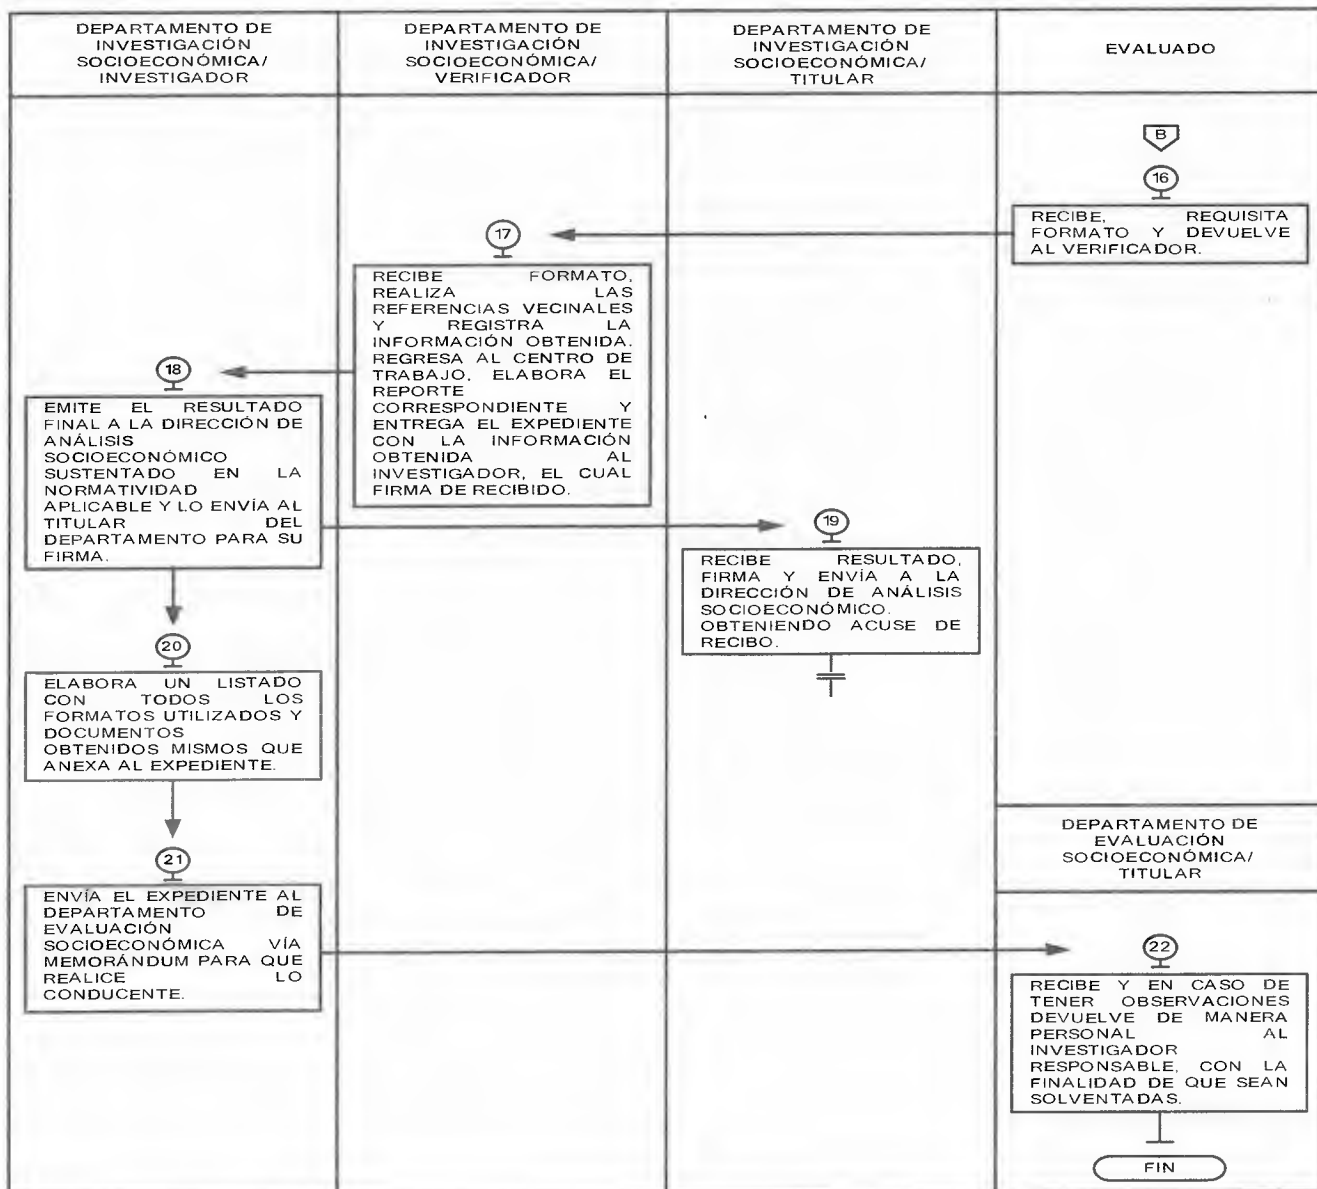 DEPARTAMENTO DE
INVESTIGACIÓN
SOCIOECONÓMICA/
INVESTIGADOR
DEPARTAMENTO DE
INVESTIGACIÓN
SOCIOECONÓMICA/
VERIFICADOR
DEPARTAMENTO DE
INVESTIGACIÓN
SOCIOECONÓMICA/
TITULAR
EVALUADO
B
16
RECIBE, REQUISITA
FORMATO Y DEVUELVE
AL VERIFICADOR.
17
RECIBE FORMATO,
REALIZA LAS
REFERENCIAS VECINALES
Y REGISTRA LA
INFORMACIÓN OBTENIDA.
REGRESA AL CENTRO DE
TRABAJO, ELABORA EL
REPORTE
CORRESPONDIENTE Y
ENTREGA EL EXPEDIENTE
CON LA INFORMACIÓN
OBTENIDA AL
INVESTIGADOR, EL CUAL
FIRMA DE RECIBIDO.
18
EMITE EL RESULTADO
FINAL A LA DIRECCIÓN DE
ANÁLISIS
SOCIOECONÓMICO
SUSTENTADO EN LA
NORMATIVIDAD
APLICABLE Y LO ENVÍA AL
TITULAR DEL
DEPARTAMENTO PARA SU
FIRMA.
19
RECIBE RESULTADO,
FIRMA Y ENVÍA A LA
DIRECCIÓN DE ANÁLISIS
SOCIOECONÓMICO.
OBTENIENDO ACUSE DE
RECIBO.
20
ELABORA UN LISTADO
CON TODOS LOS
FORMATOS UTILIZADOS Y
DOCUMENTOS
OBTENIDOS MISMOS QUE
ANEXA AL EXPEDIENTE.
21
ENVÍA EL EXPEDIENTE AL
DEPARTAMENTO DE
EVALUACIÓN
SOCIOECONÓMICA VÍA
MEMORÁNDUM PARA QUE
REALICE LO
CONDUCENTE.
DEPARTAMENTO DE
EVALUACIÓN
SOCIOECONÓMICA/
TITULAR
22
RECIBE Y EN CASO DE
TENER OBSERVACIONES
DEVUELVE DE MANERA
PERSONAL AL
INVESTIGADOR
RESPONSABLE, CON LA
FINALIDAD DE QUE SEAN
SOLVENTADAS.
FIN